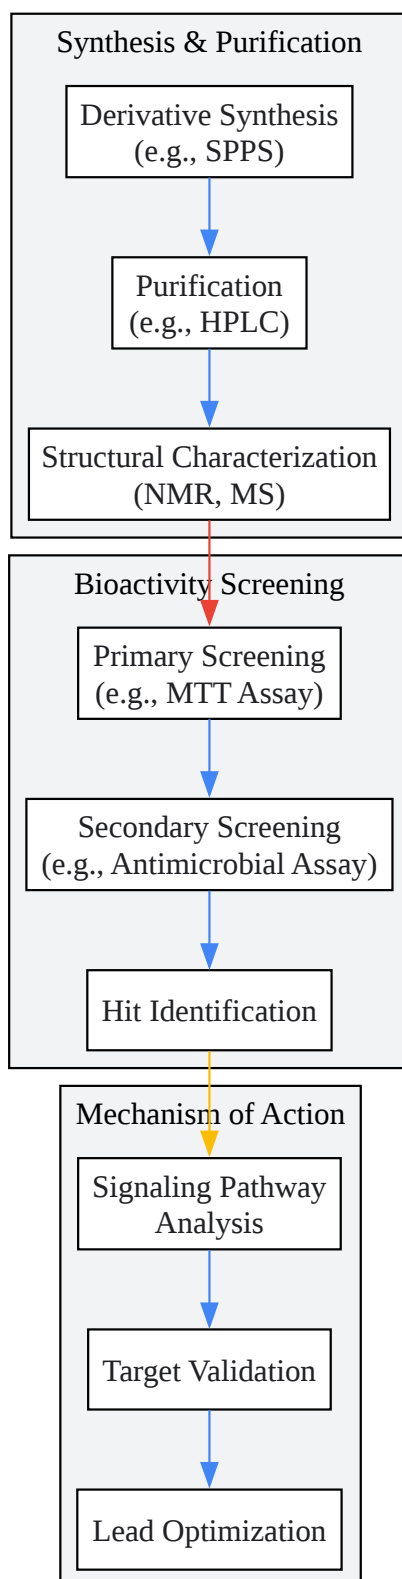 Synthesis & Purification
Derivative Synthesis
(e.g., SPPS)
Purification
(e.g., HPLC)
Structural Characterization
(NMR, MS)
Bioactivity Screening
Primary Screening
(e.g., MTT Assay)
Secondary Screening
(e.g., Antimicrobial Assay)
Hit Identification
Mechanism of Action
Signaling Pathway
Analysis
Target Validation
Lead Optimization